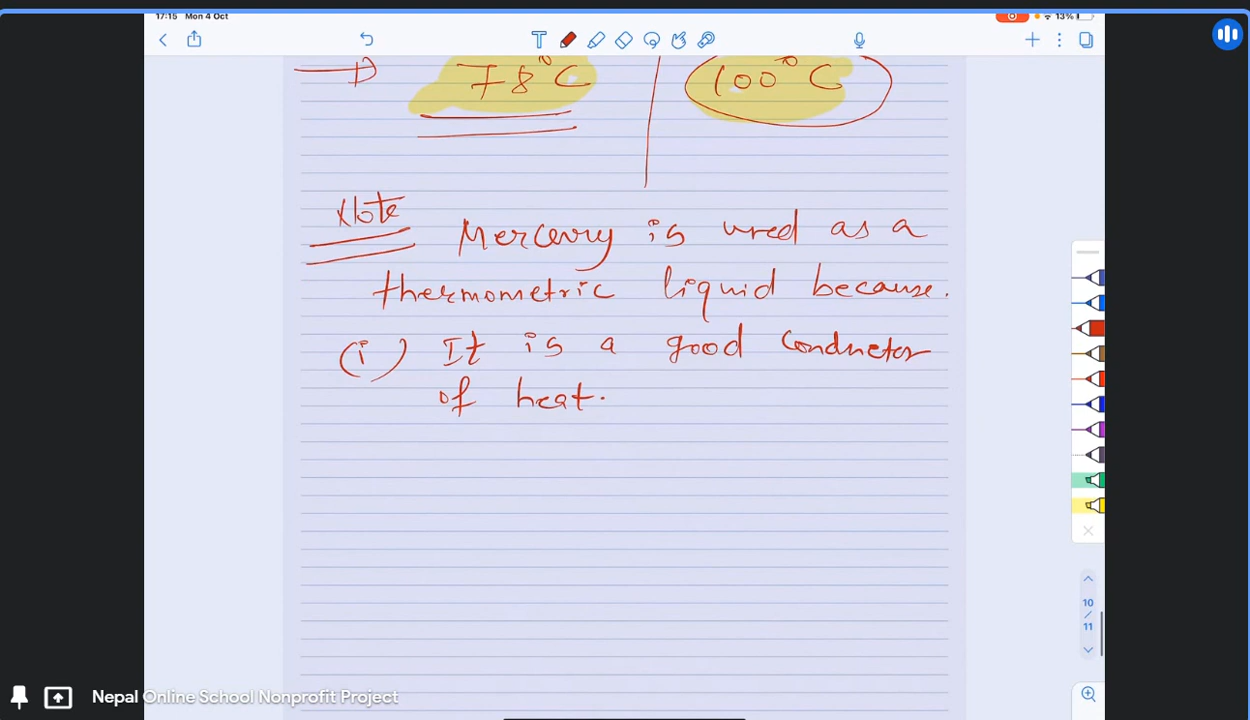 17:15 Mon 4 Oct
13%
78°C
100°C
Note
Mercury is used as a
thermometric liquid because.
(i) It is a good conductor
of heat.
10
/
11
Nepal Online School Nonprofit Project